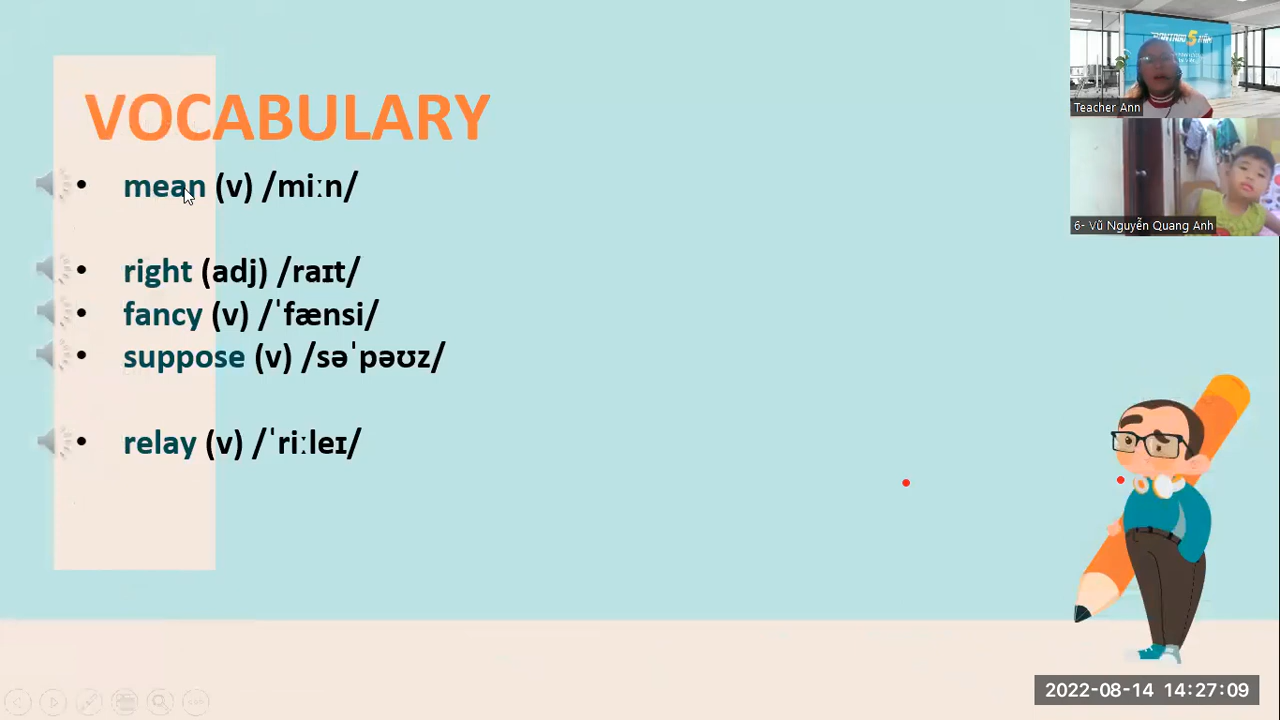 VOCABULARY
• mean (v) /miːn/
• right (adj) /raɪt/
• fancy (v) /ˈfænsi/
• suppose (v) /səˈpəʊz/
• relay (v) /ˈriːleɪ/
Teacher Ann
6- Vũ Nguyễn Quang Anh
2022-08-14 14:27:09